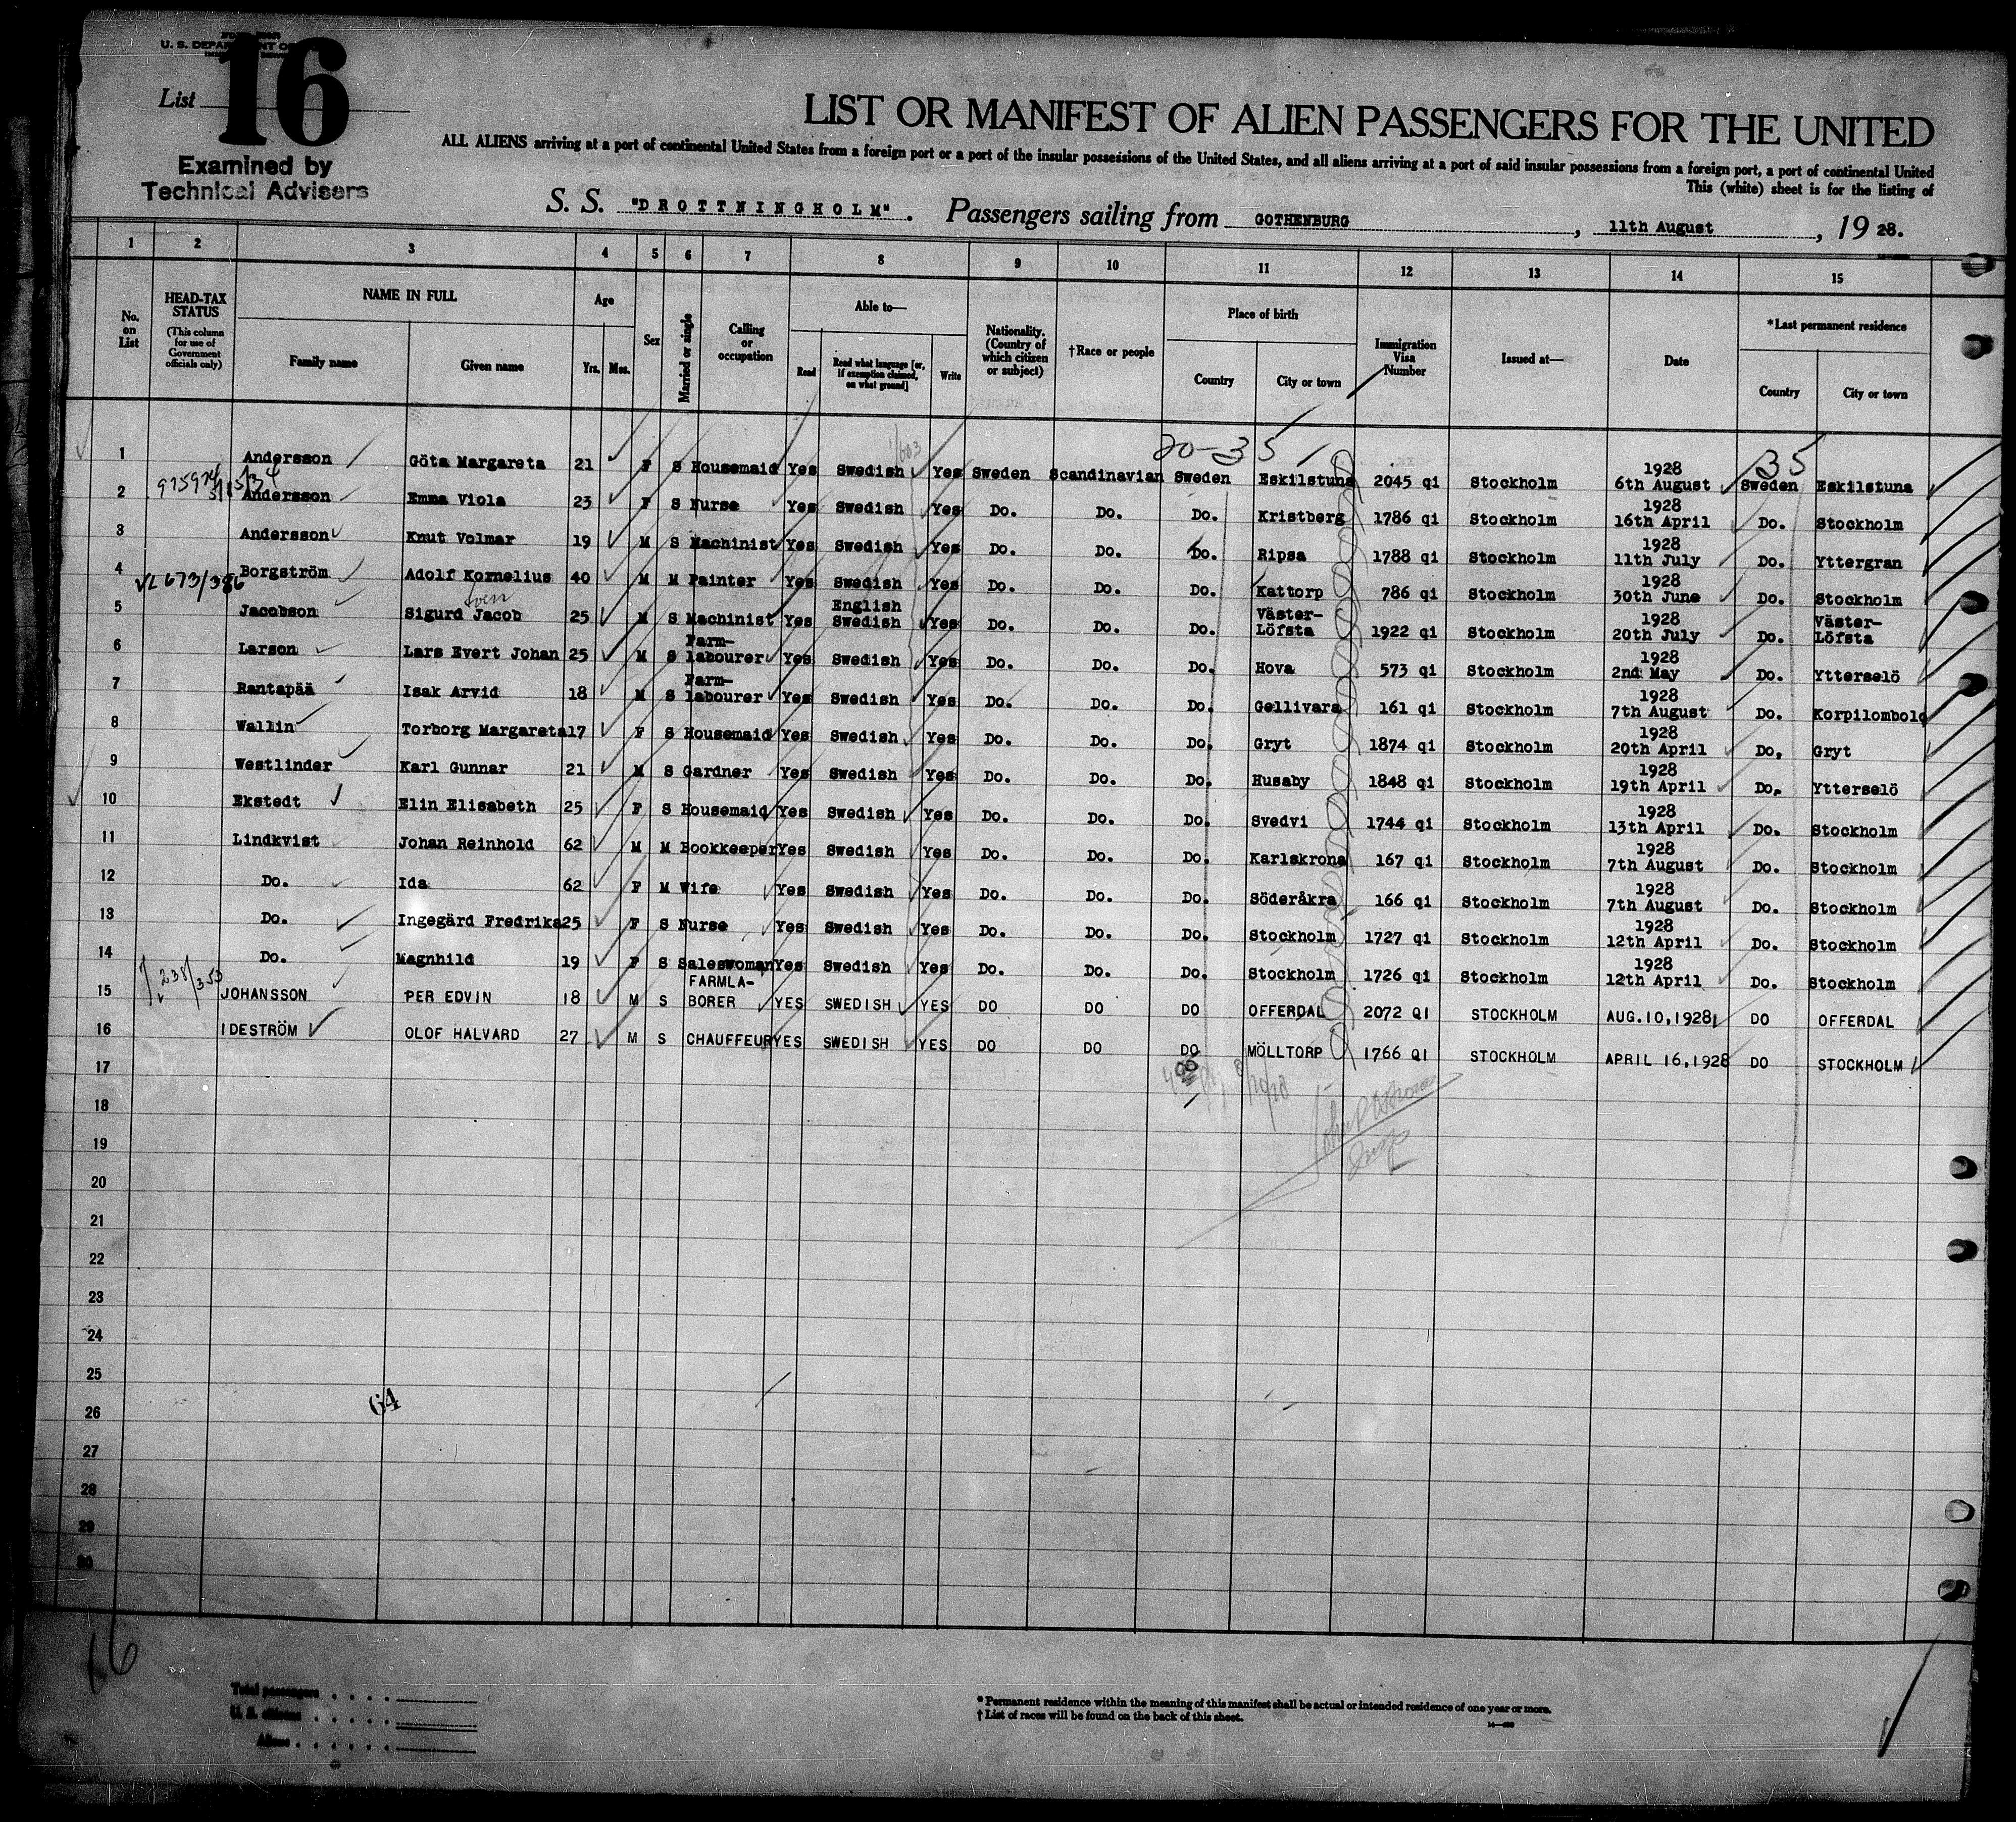 U. S. DEPARTMENT OF
List 16
Examined by
Technical Advisers
LIST OR MANIFEST OF ALIEN PASSENGERS FOR THE UNITED
ALL ALIENS arriving at a port of continental United States from a foreign port or a port of the insular possessions of the United States, and all aliens arriving at a port of said insular possessions from a foreign port, a port of continental United
This (white) sheet is for the listing of
S. S. "DROTTNINGHOLM". Passengers sailing from GOTHENBURG, 11th August, 1928.
1 2 3 4 5 6 7 8 9 10 11 12 13 14 15
No. on List
HEAD-TAX STATUS (This column for use of Government officials only)
NAME IN FULL
Family name Given name
Age
Yrs. Mos.
Sex
Married or single
Calling or occupation
Able to—
Read Read what language [or, if exemption claimed, on what ground] Write
Nationality. (Country of which citizen or subject)
†Race or people
Place of birth
Country City or town
Immigration Visa Number
Issued at—
Date
*Last permanent residence
Country City or town
20-35 35
1 Andersson Göta Margareta 21 F S Housemaid Yes Swedish Yes Sweden Scandinavian Sweden Eskilstuna 2045 qi Stockholm 1928 6th August Sweden Eskilstuna
2 Andersson Emma Viola 23 F S Nurse Yes Swedish Yes Do. Do. Do. Kristberg 1786 qi Stockholm 1928 16th April Do. Stockholm
3 Andersson Knut Volmar 19 M S Machinist Yes Swedish Yes Do. Do. Do. Ripsa 1788 qi Stockholm 1928 11th July Do. Yttergran
4 VL 673/386 Borgström Adolf Kornelius 40 M M Painter Yes Swedish Yes Do. Do. Do. Kattorp 786 qi Stockholm 1928 30th June Do. Stockholm
5 Jacobson Sven Sigurd Jacob 25 M S Machinist Yes English Swedish Yes Do. Do. Do. Väster-Löfsta 1922 qi Stockholm 1928 20th July Do. Väster-Löfsta
6 Larson Lars Evert Johan 25 M S Farm-labourer Yes Swedish Yes Do. Do. Do. Hova 573 qi Stockholm 1928 2nd May Do. Ytterselö
7 Rantapää Isak Arvid 18 M S Farm-labourer Yes Swedish Yes Do. Do. Do. Gellivara 161 qi Stockholm 1928 7th August Do. Korpilombolo
8 Wallin Torborg Margareta 17 F S Housemaid Yes Swedish Yes Do. Do. Do. Gryt 1874 qi Stockholm 1928 20th April Do. Gryt
9 Westlinder Karl Gunnar 21 M S Gardner Yes Swedish Yes Do. Do. Do. Husaby 1848 qi Stockholm 1928 19th April Do. Ytterselö
10 Ekstedt Elin Elisabeth 25 F S Housemaid Yes Swedish Yes Do. Do. Do. Svedvi 1744 qi Stockholm 1928 13th April Do. Stockholm
11 Lindkvist Johan Reinhold 62 M M Bookkeeper Yes Swedish Yes Do. Do. Do. Karlskrona 167 qi Stockholm 1928 7th August Do. Stockholm
12 Do. Ida 62 F M Wife Yes Swedish Yes Do. Do. Do. Söderåkra 166 qi Stockholm 1928 7th August Do. Stockholm
13 Do. Ingegärd Fredrika 25 F S Nurse Yes Swedish Yes Do. Do. Do. Stockholm 1727 qi Stockholm 1928 12th April Do. Stockholm
14 Do. Magnhild 19 F S Saleswoman Yes Swedish Yes Do. Do. Do. Stockholm 1726 qi Stockholm 1928 12th April Do. Stockholm
15 JOHANSSON PER EDVIN 18 M S FARMLA-BORER YES SWEDISH YES DO DO DO OFFERDAL 2072 QI STOCKHOLM AUG.10,1928 DO OFFERDAL
16 IDESTRÖM OLOF HALVARD 27 M S CHAUFFEUR YES SWEDISH YES DO DO DO MÖLLTORP 1766 QI STOCKHOLM APRIL 16,1928 DO STOCKHOLM
17
18
19
20
21
22
23
24
25
26
64
27
28
29
30
16
Total passengers
U. S. citizens
Aliens
* Permanent residence within the meaning of this manifest shall be actual or intended residence of one year or more.
† List of races will be found on the back of this sheet.